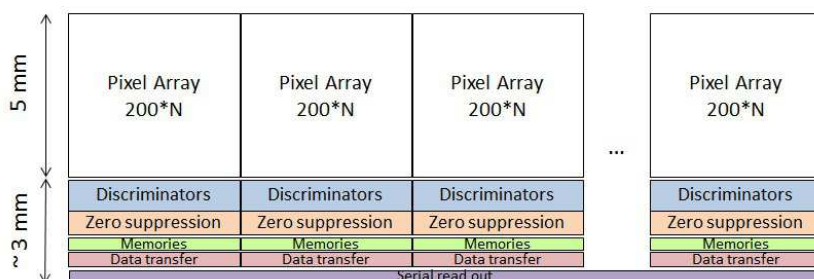 5 mm
Pixel Array Pixel Array Pixel Array Pixel Array
200*N 200*N 200*N 200*N
...
~ 3 mm
Discriminators Discriminators Discriminators Discriminators
Zero suppression Zero suppression Zero suppression Zero suppression
Memories Memories Memories Memories
Data transfer Data transfer Data transfer Data transfer
Serial read out